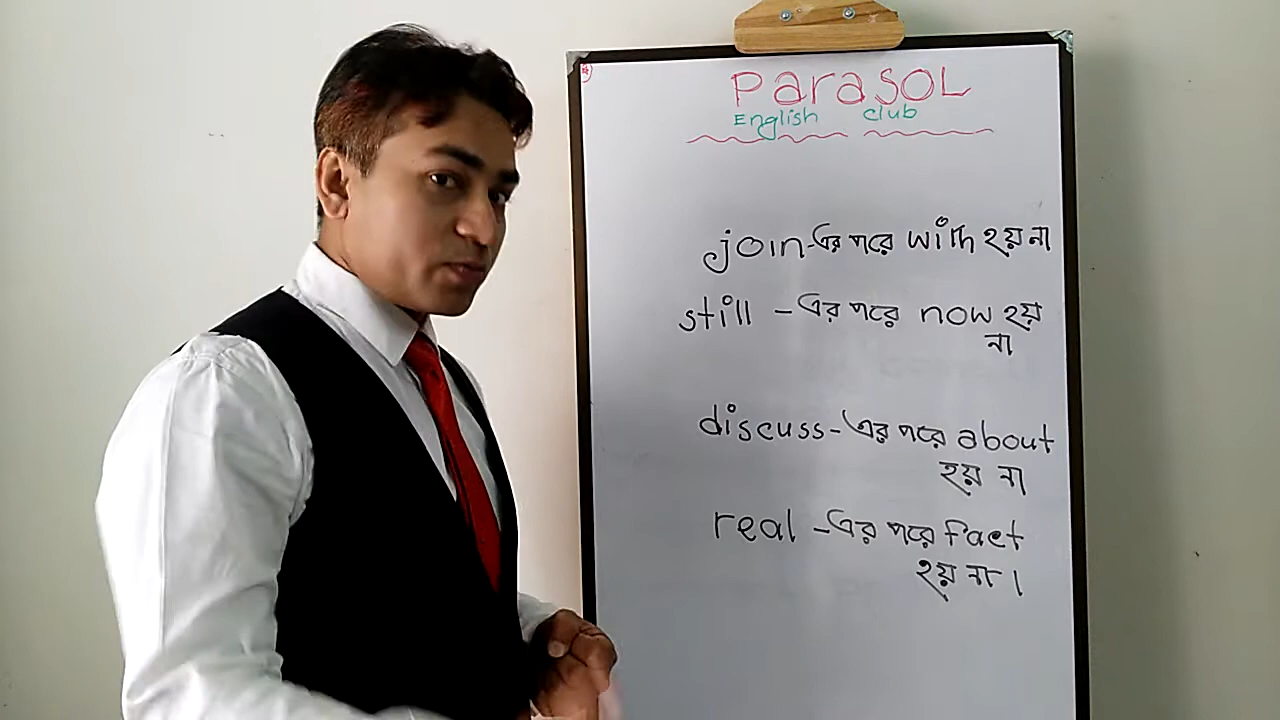 Parasol
English club
join-এর পরে with হয় না
still - এর পরে now হয়
না
discuss- এর পরে about
হয় না
real - এর পরে fact
হয় না।